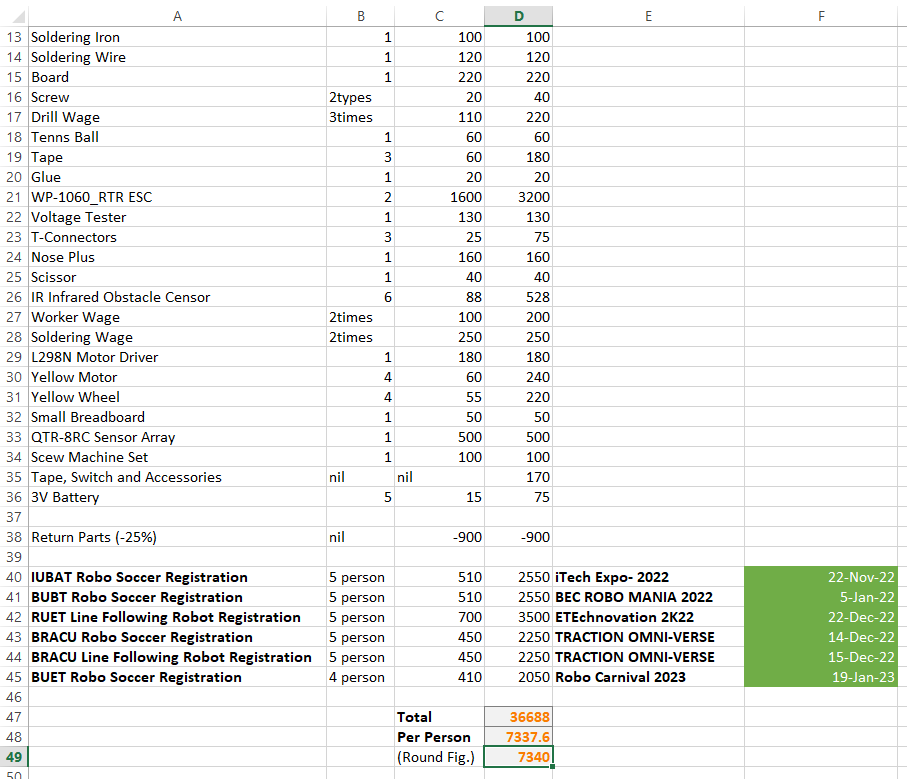 A B C D E F
13 Soldering Iron 1 100 100
14 Soldering Wire 1 120 120
15 Board 1 220 220
16 Screw 2types 20 40
17 Drill Wage 3times 110 220
18 Tenns Ball 1 60 60
19 Tape 3 60 180
20 Glue 1 20 20
21 WP-1060_RTR ESC 2 1600 3200
22 Voltage Tester 1 130 130
23 T-Connectors 3 25 75
24 Nose Plus 1 160 160
25 Scissor 1 40 40
26 IR Infrared Obstacle Censor 6 88 528
27 Worker Wage 2times 100 200
28 Soldering Wage 2times 250 250
29 L298N Motor Driver 1 180 180
30 Yellow Motor 4 60 240
31 Yellow Wheel 4 55 220
32 Small Breadboard 1 50 50
33 QTR-8RC Sensor Array 1 500 500
34 Scew Machine Set 1 100 100
35 Tape, Switch and Accessories nil nil 170
36 3V Battery 5 15 75
37
38 Return Parts (-25%) nil -900 -900
39
40 IUBAT Robo Soccer Registration 5 person 510 2550 iTech Expo- 2022 22-Nov-22
41 BUBT Robo Soccer Registration 5 person 510 2550 BEC ROBO MANIA 2022 5-Jan-22
42 RUET Line Following Robot Registration 5 person 700 3500 ETEchnovation 2K22 22-Dec-22
43 BRACU Robo Soccer Registration 5 person 450 2250 TRACTION OMNI-VERSE 14-Dec-22
44 BRACU Line Following Robot Registration 5 person 450 2250 TRACTION OMNI-VERSE 15-Dec-22
45 BUET Robo Soccer Registration 4 person 410 2050 Robo Carnival 2023 19-Jan-23
46
47 Total 36688
48 Per Person 7337.6
49 (Round Fig.) 7340
50